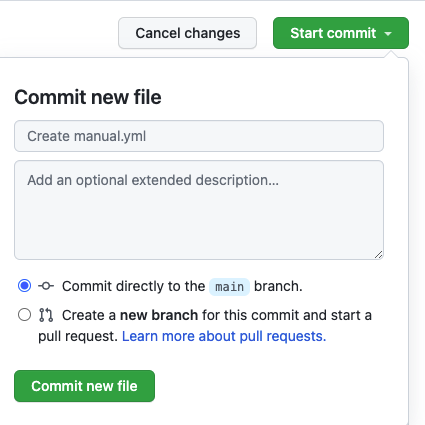 Cancel changes
Start commit
Commit new file
Create manual.yml
Add an optional extended description...
Commit directly to the main branch.
Create a new branch for this commit and start a
pull request. Learn more about pull requests.
Commit new file